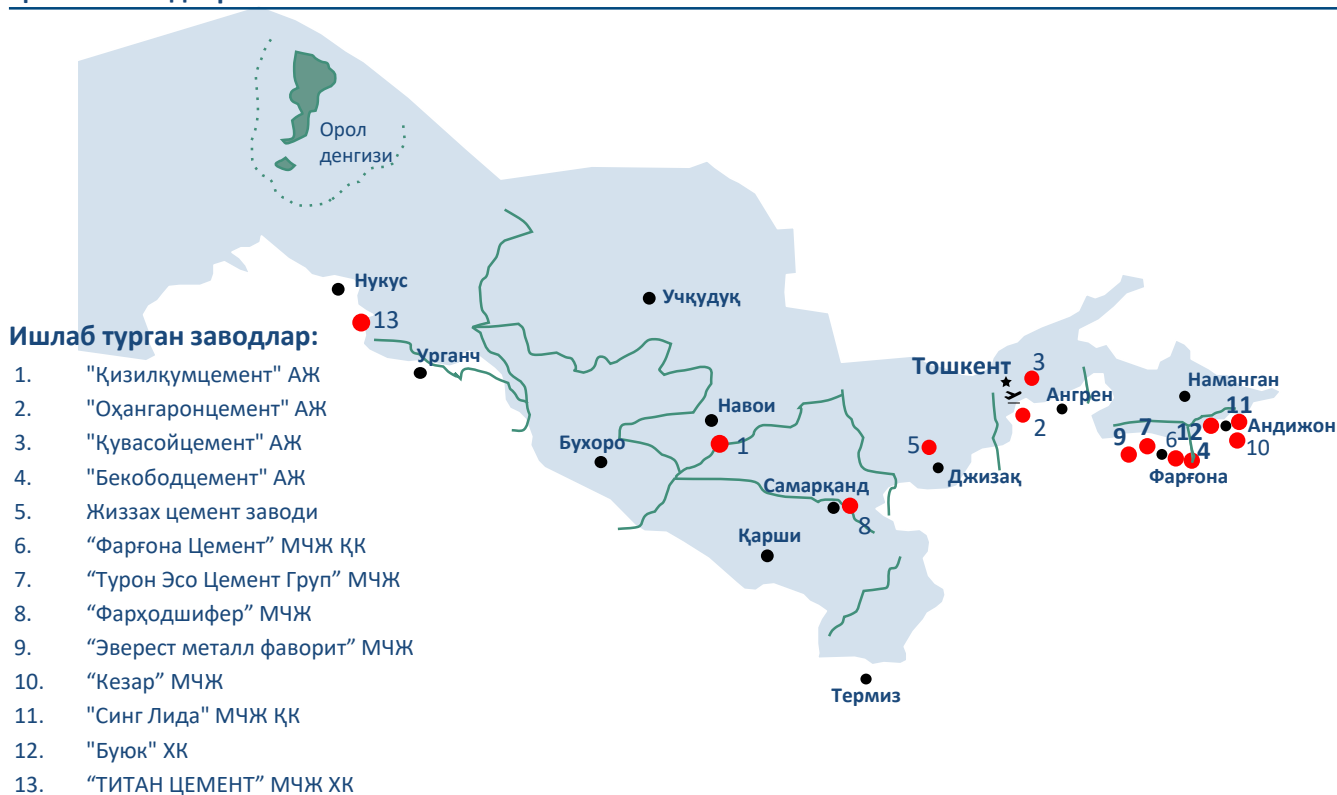 Орол
денгизи
Нукус
13
Учқудуқ
Ишлаб турган заводлар:
Урганч
Тошкент
3
Ангрен
Наманган
2
11
Андижон
10
12
7
6
9
4
Фарғона
Навои
1
Бухоро
5
Джизақ
Самарқанд
8
Қарши
Термиз
1. "Қизилқумцемент" АЖ
2. "Оҳангаронцемент" АЖ
3. "Қувасойцемент" АЖ
4. "Бекободцемент" АЖ
5. Жиззах цемент заводи
6. “Фарғона Цемент” МЧЖ ҚК
7. “Турон Эсо Цемент Груп” МЧЖ
8. “Фарҳодшифер” МЧЖ
9. “Эверест металл фаворит” МЧЖ
10. “Кезар” МЧЖ
11. "Синг Лида" МЧЖ ҚК
12. "Буюк" ХК
13. “ТИТАН ЦЕМЕНТ” МЧЖ ХК